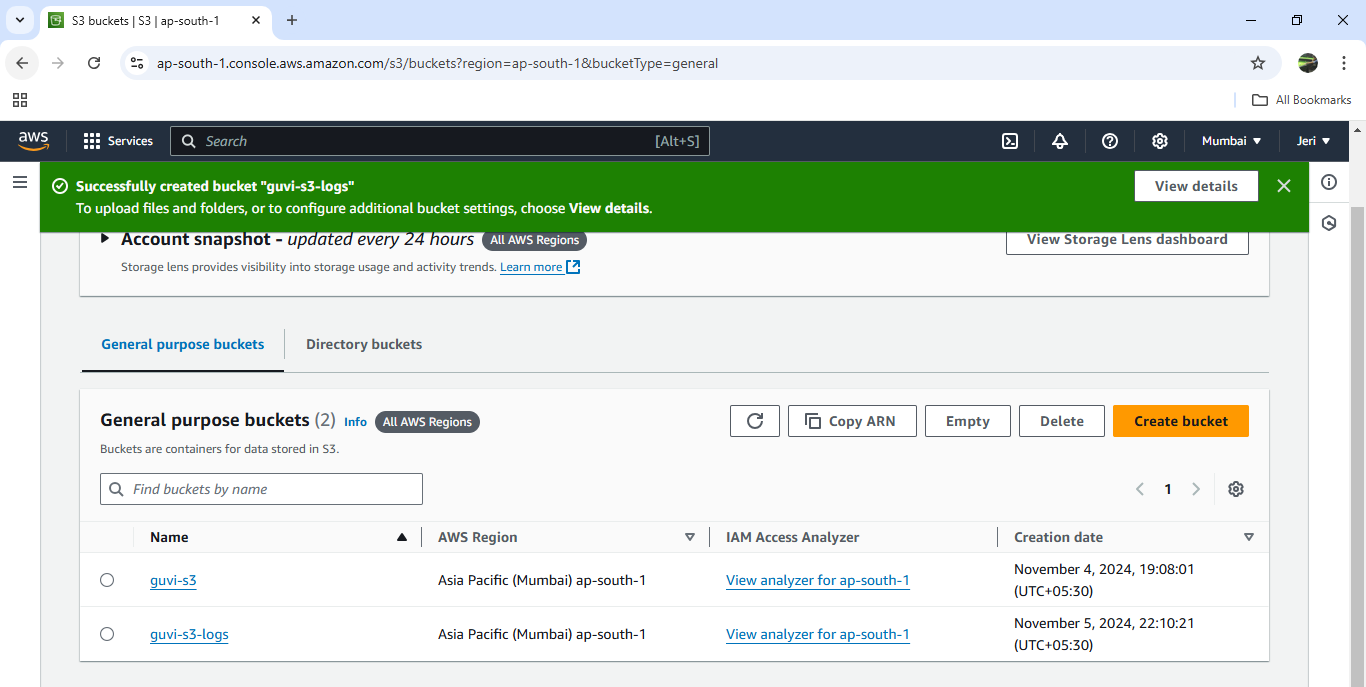 S3 buckets | S3 | ap-south-1
ap-south-1.console.aws.amazon.com/s3/buckets?region=ap-south-1&bucketType=general
All Bookmarks
aws Services Search [Alt+S] Mumbai Jeri
Successfully created bucket "guvi-s3-logs"
To upload files and folders, or to configure additional bucket settings, choose View details.
View details
Account snapshot - updated every 24 hours All AWS Regions
View Storage Lens dashboard
Storage lens provides visibility into storage usage and activity trends. Learn more
General purpose buckets Directory buckets
General purpose buckets (2) Info All AWS Regions
Copy ARN Empty Delete Create bucket
Buckets are containers for data stored in S3.
Find buckets by name
1
Name AWS Region IAM Access Analyzer Creation date
guvi-s3 Asia Pacific (Mumbai) ap-south-1 View analyzer for ap-south-1 November 4, 2024, 19:08:01
(UTC+05:30)
guvi-s3-logs Asia Pacific (Mumbai) ap-south-1 View analyzer for ap-south-1 November 5, 2024, 22:10:21
(UTC+05:30)